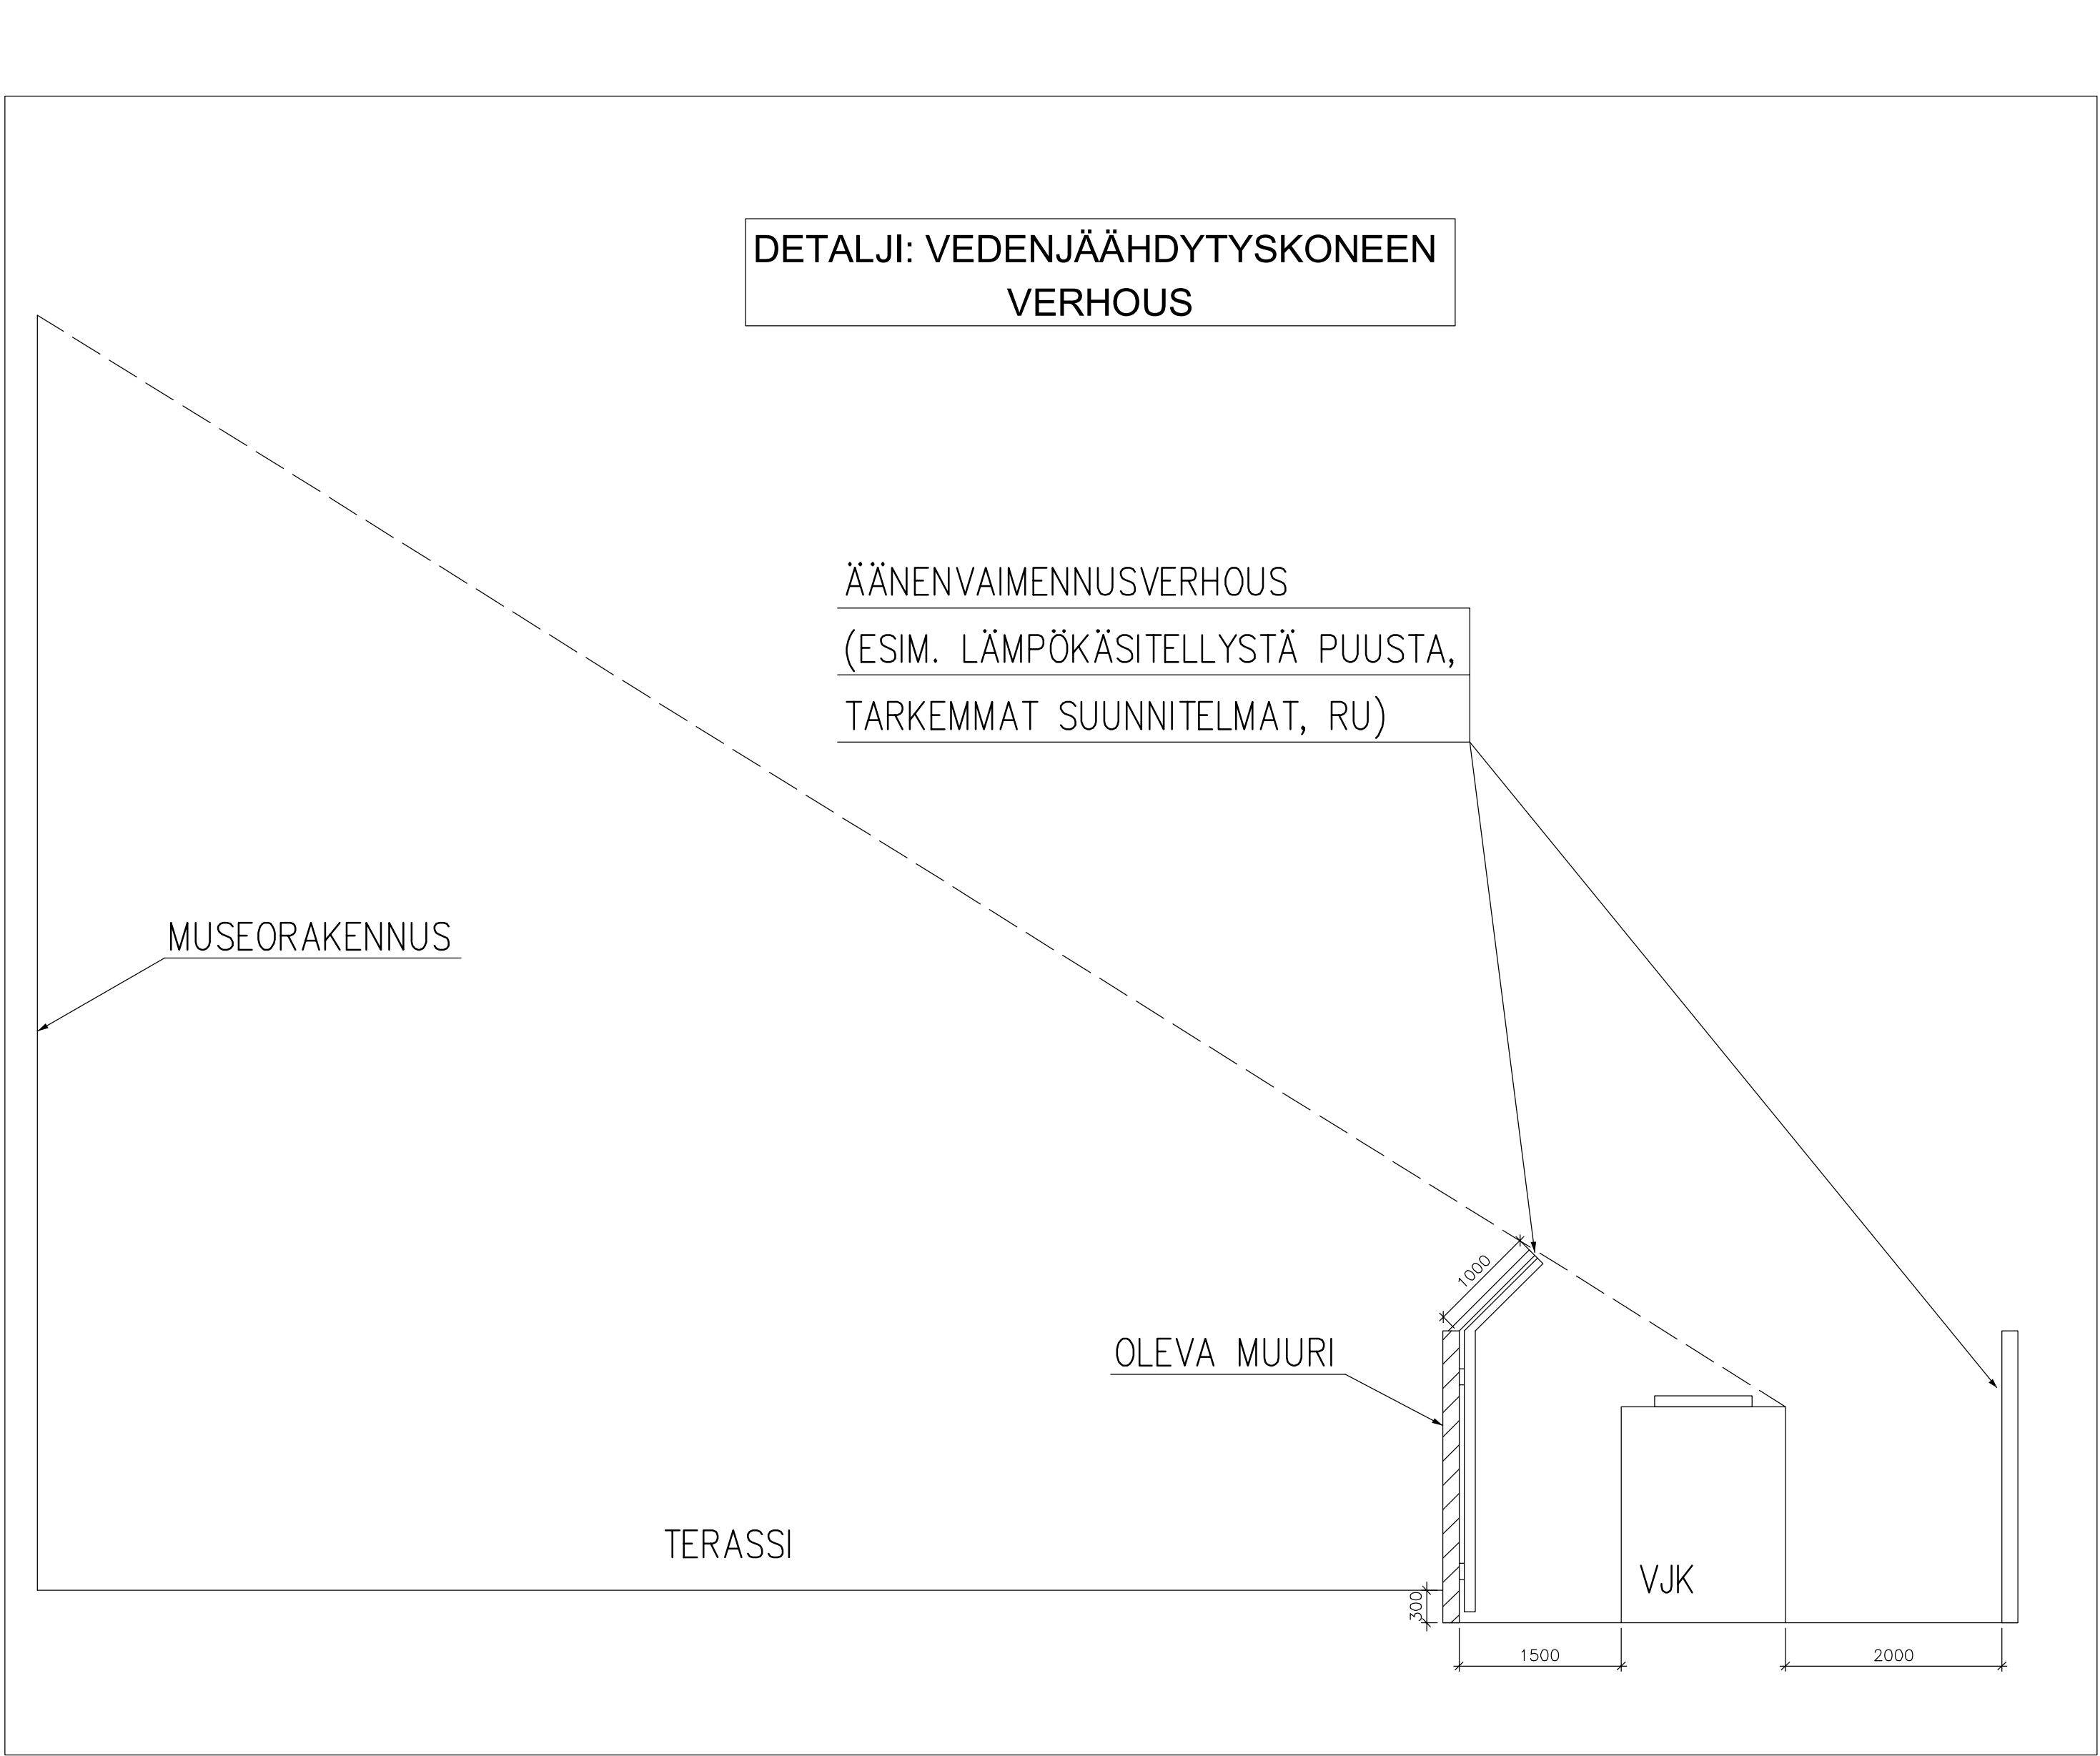 DETALJI: VEDENJÄÄHDYTYSKONEEN
VERHOUS
ÄÄNENVAIMENNUSVERHOUS
(ESIM. LÄMPÖKÄSITELLYSTÄ PUUSTA,
TARKEMMAT SUUNNITELMAT, RU)
MUSEORAKENNUS
1000
OLEVA MUURI
TERASSI
VJK
300
1500
2000